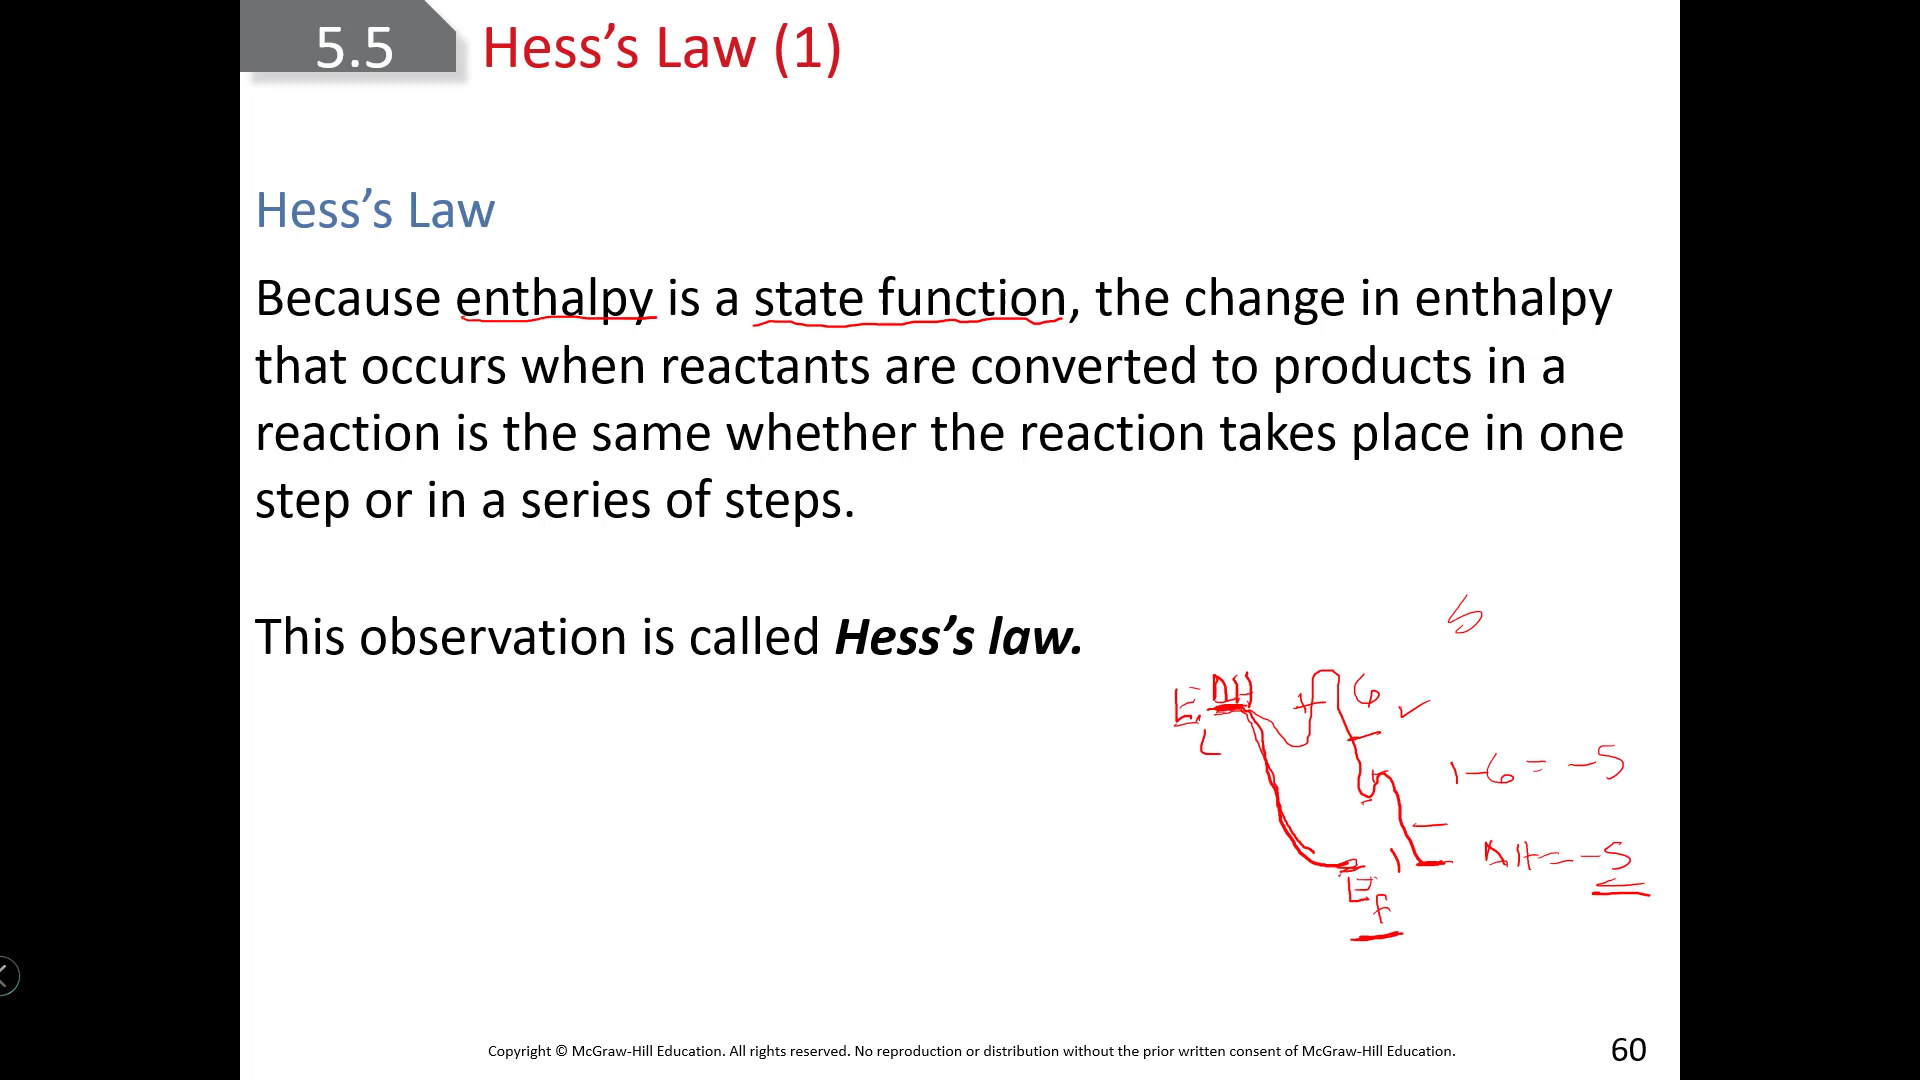 5.5 Hess’s Law (1)
Hess’s Law
Because enthalpy is a state function, the change in enthalpy
that occurs when reactants are converted to products in a
reaction is the same whether the reaction takes place in one
step or in a series of steps.
This observation is called Hess’s law.
ΔH
6
1-6 = -5
1
ΔH = -5
Ef
Copyright © McGraw-Hill Education. All rights reserved. No reproduction or distribution without the prior written consent of McGraw-Hill Education.
60